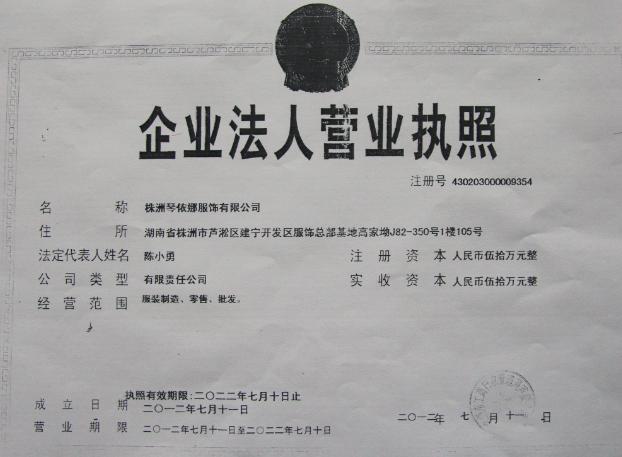 企业法人营业执照
注册号 430203000009354
名称 株洲琴依娜服饰有限公司
住所 湖南省株洲市芦淞区建宁开发区服饰总部基地高家坳J82-350号1楼105号
法定代表人姓名 陈小勇 注册资本 人民币伍拾万元整
公司类型 有限责任公司 实收资本 人民币伍拾万元整
经营范围 服装制造、零售、批发。
执照有效期限:二〇二二年七月十日止
成立日期 二〇一二年七月十一日
营业期限 二〇一二年七月十一日至二〇二二年七月十日
二〇一二年 七月 十一日